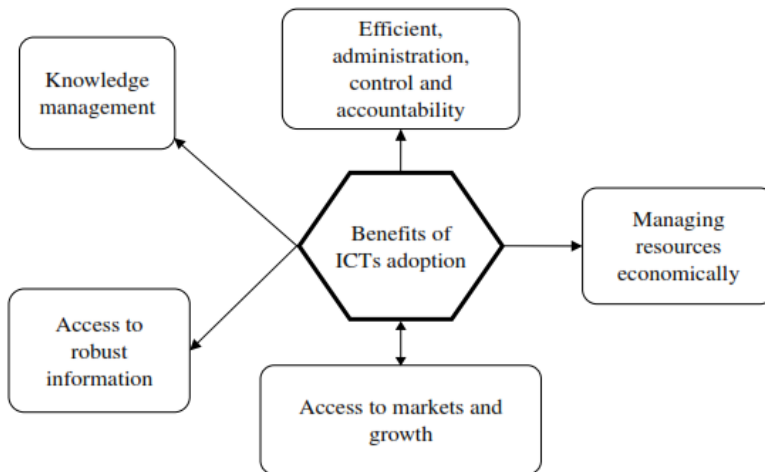 Efficient,
administration,
control and
accountability
Knowledge
management
Benefits of
ICTs adoption
Managing
resources
economically
Access to
robust
information
Access to markets and
growth